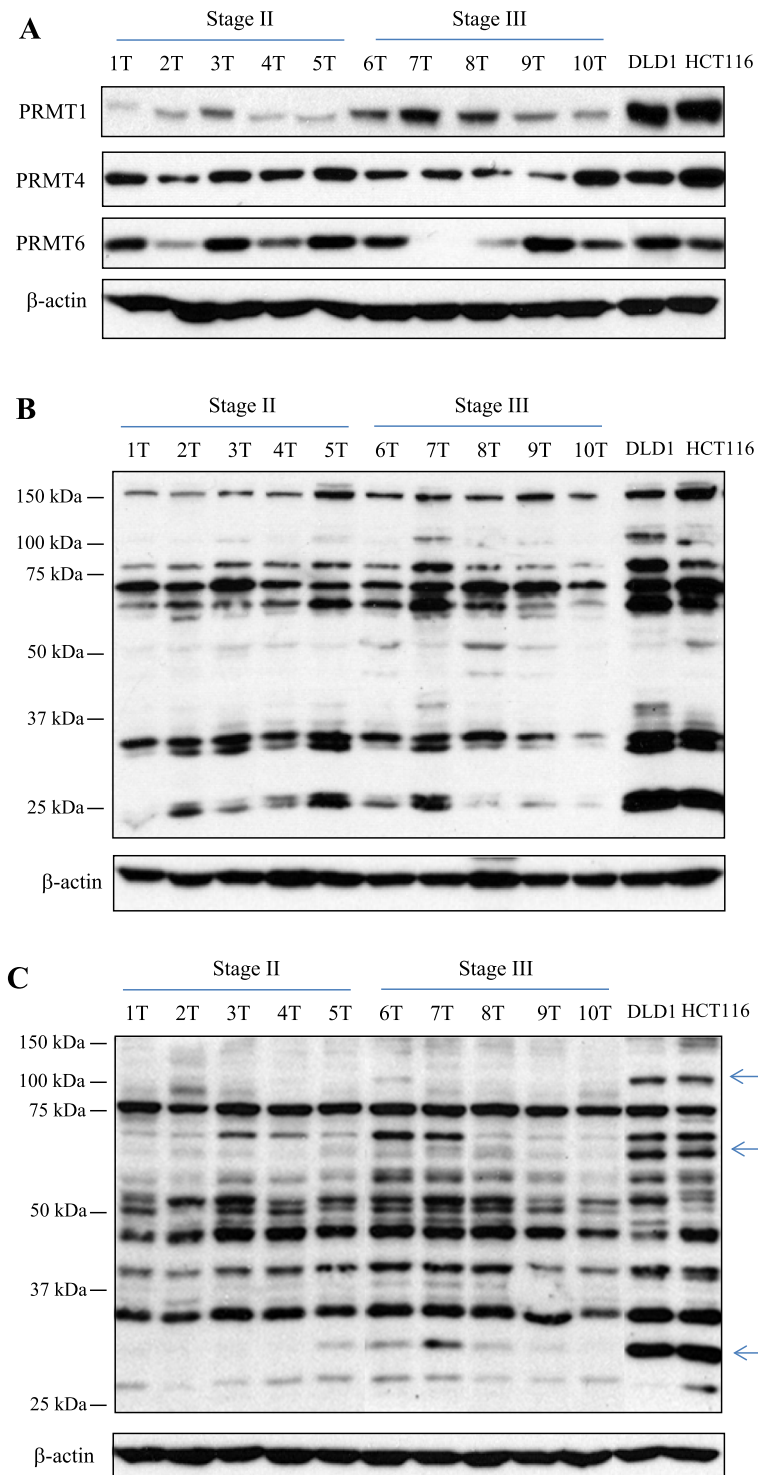 A
Stage II Stage III
1T 2T 3T 4T 5T 6T 7T 8T 9T 10T DLD1 HCT116
PRMT1
PRMT4
PRMT6
β-actin
B
Stage II Stage III
1T 2T 3T 4T 5T 6T 7T 8T 9T 10T DLD1 HCT116
150 kDa
100 kDa
75 kDa
50 kDa
37 kDa
25 kDa
β-actin
C
Stage II Stage III
1T 2T 3T 4T 5T 6T 7T 8T 9T 10T DLD1 HCT116
150 kDa
100 kDa
75 kDa
50 kDa
37 kDa
25 kDa
β-actin